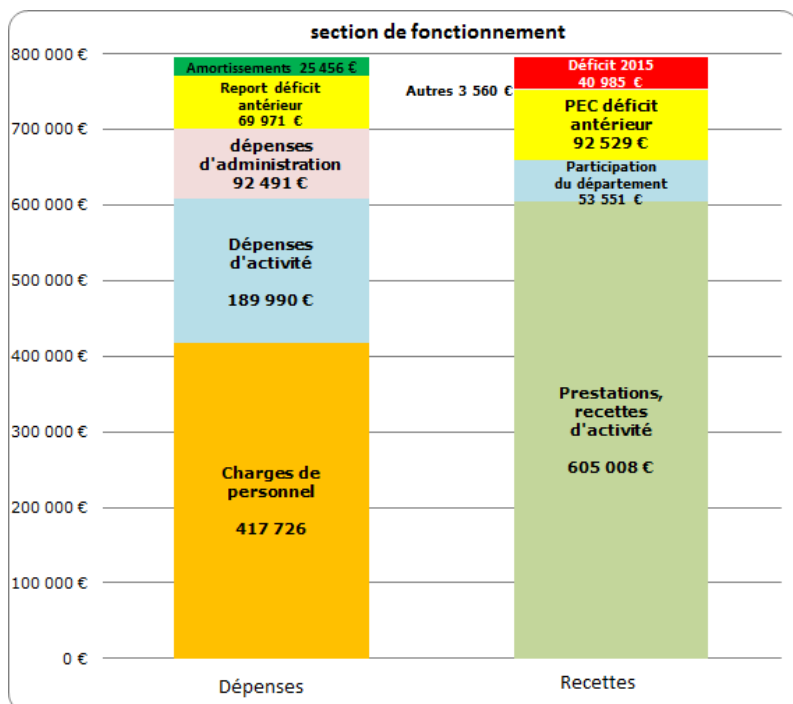 section de fonctionnement
800 000 €
700 000 €
600 000 €
500 000 €
400 000 €
300 000 €
200 000 €
100 000 €
0 €
Amortissements 25 456 €
Report déficit
antérieur
69 971 €
dépenses
d'administration
92 491 €
Dépenses
d'activité
189 990 €
Charges de
personnel
417 726
Autres 3 560 €
Déficit 2015
40 985 €
PEC déficit
antérieur
92 529 €
Participation
du département
53 551 €
Prestations,
recettes
d'activité
605 008 €
Dépenses
Recettes